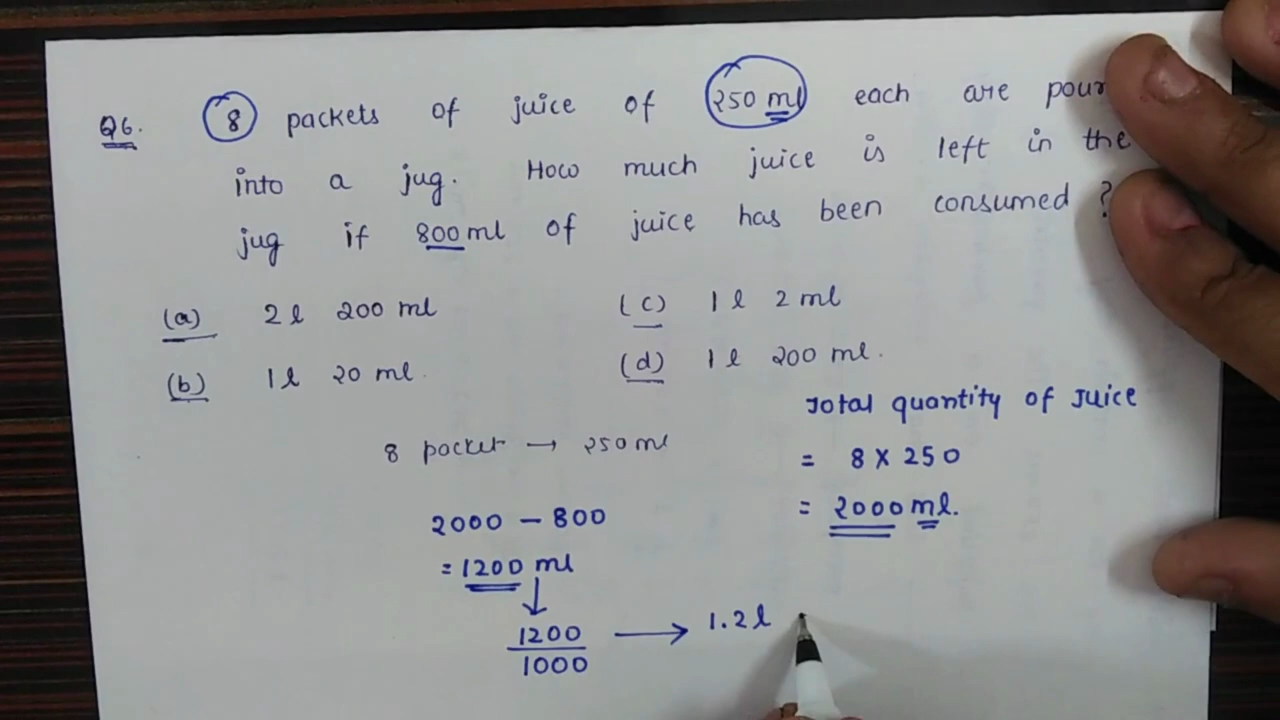 Q6. 8 packets of juice of 250 ml each are pour
into a jug. How much juice is left in the
jug if 800 ml of juice has been consumed ?
(a) 2 l 200 ml (c) 1 l 2 ml
(b) 1 l 20 ml. (d) 1 l 200 ml.
Total quantity of Juice
8 packet → 250 ml = 8 X 250
2000 - 800 = 2000 ml.
= 1200 ml
↓
1200 → 1.2 l
1000